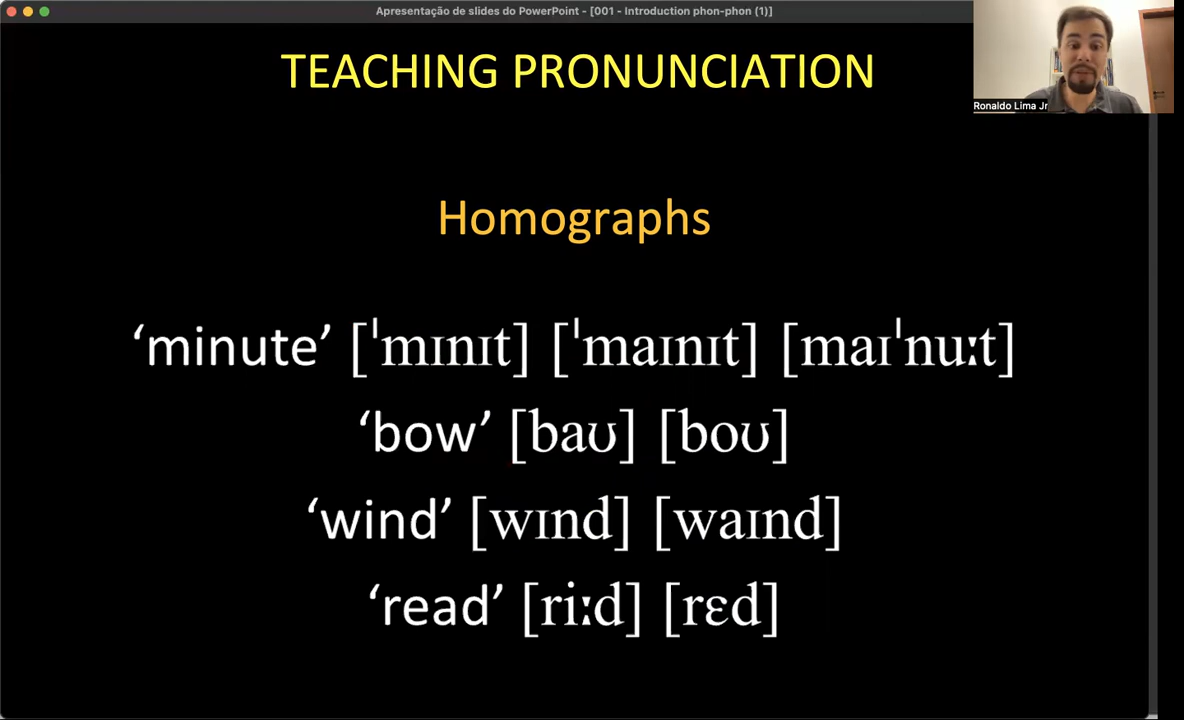 Apresentação de slides do PowerPoint - [001 - Introduction phon-phon (1)]
TEACHING PRONUNCIATION
Ronaldo Lima Jr
Homographs
‘minute’ [ˈmɪnɪt] [ˈmaɪnɪt] [maɪˈnuːt]
‘bow’ [baʊ] [boʊ]
‘wind’ [wɪnd] [waɪnd]
‘read’ [riːd] [rɛd]